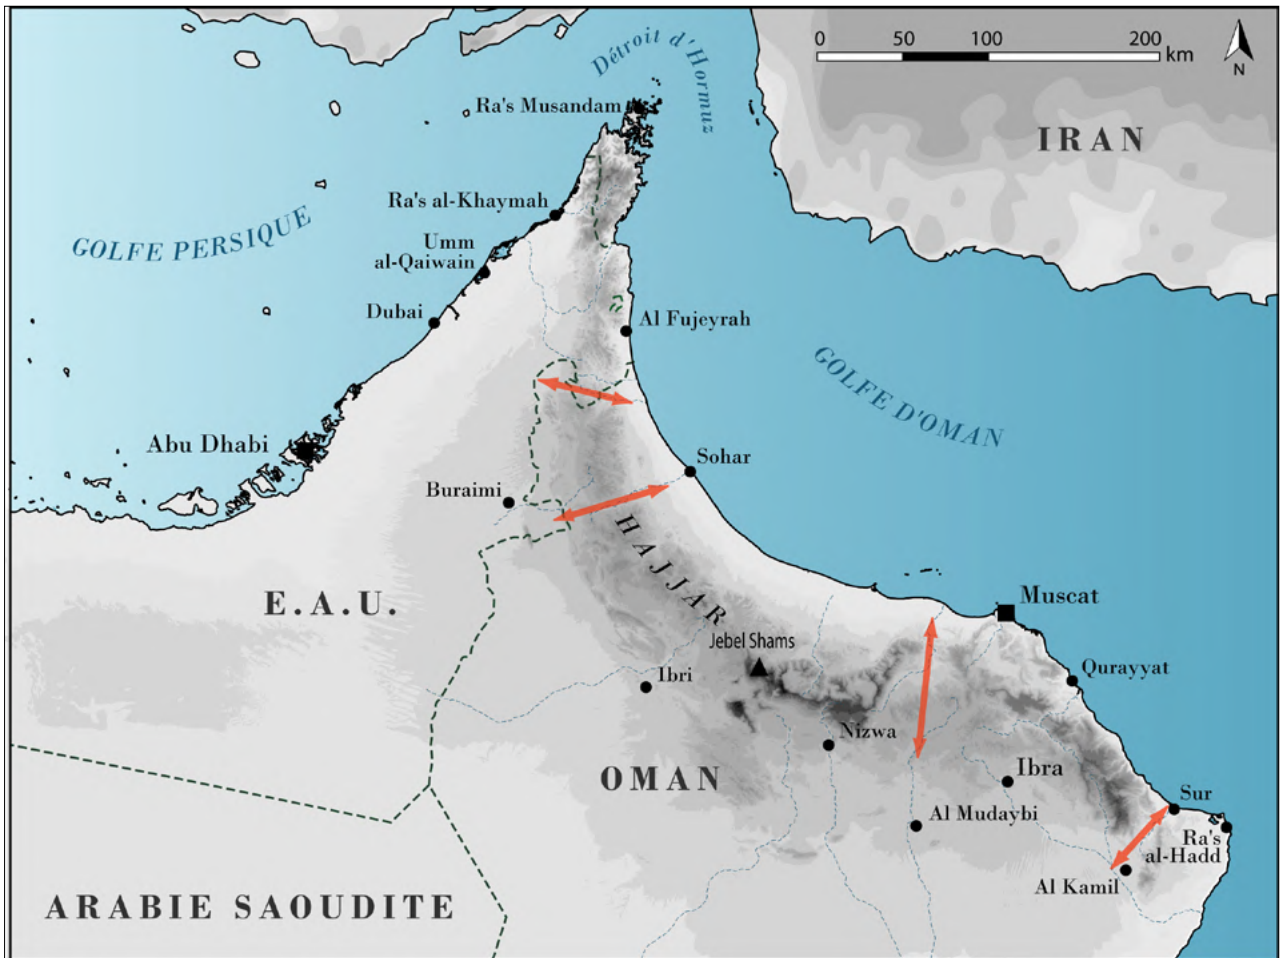 0 50 100 200
km
N
Détroit d'Hormuz
Ra's Musandam
IRAN
Ra's al-Khaymah
GOLFE PERSIQUE
Umm
al-Qaiwain
Dubai
Al Fujeyrah
GOLFE D'OMAN
Abu Dhabi
Sohar
Buraimi
HAJJAR
E.A.U.
Muscat
Jebel Shams
Ibri
Qurayyat
Nizwa
OMAN
Ibra
Sur
Al Mudaybi
Ra's
al-Hadd
Al Kamil
ARABIE SAOUDITE